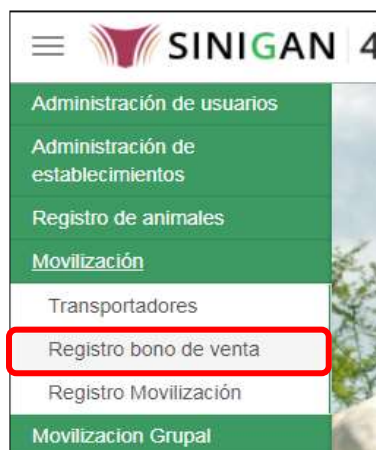 SINIGAN 4
Administración de usuarios
Administración de
establecimientos
Registro de animales
Movilización
Transportadores
Registro bono de venta
Registro Movilización
Movilizacion Grupal